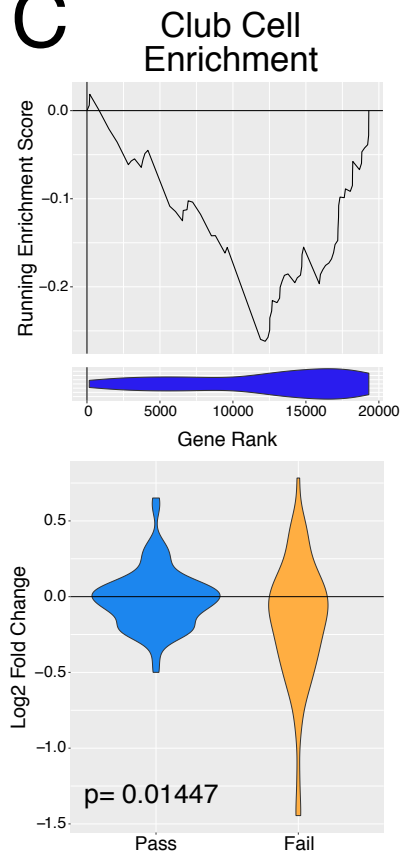 C
Club Cell
Enrichment
Running Enrichment Score
0.0
−0.1
−0.2
0 5000 10000 15000 20000
Gene Rank
Log2 Fold Change
0.5
0.0
−0.5
−1.0
−1.5
p= 0.01447
Pass Fail